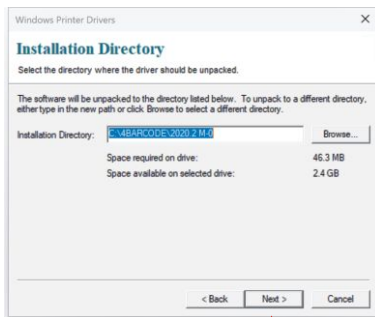 Windows Printer Drivers
Installation Directory
Select the directory where the driver should be unpacked.
The software will be unpacked to the directory listed below. To unpack to a different directory,
either type in the new path or click Browse to select a different directory.
Installation Directory: C:\4BARCODE\2020.2 M-0 Browse...
Space required on drive: 46.3 MB
Space available on selected drive: 2.4 GB
< Back Next > Cancel